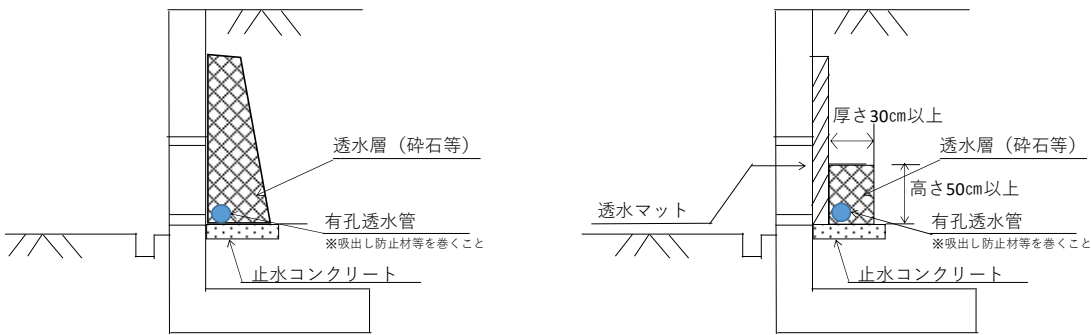 透水層（砕石等）
有孔透水管
※吸出し防止材等を巻くこと
止水コンクリート
厚さ30㎝以上
透水層（砕石等）
高さ50㎝以上
透水マット
有孔透水管
※吸出し防止材等を巻くこと
止水コンクリート